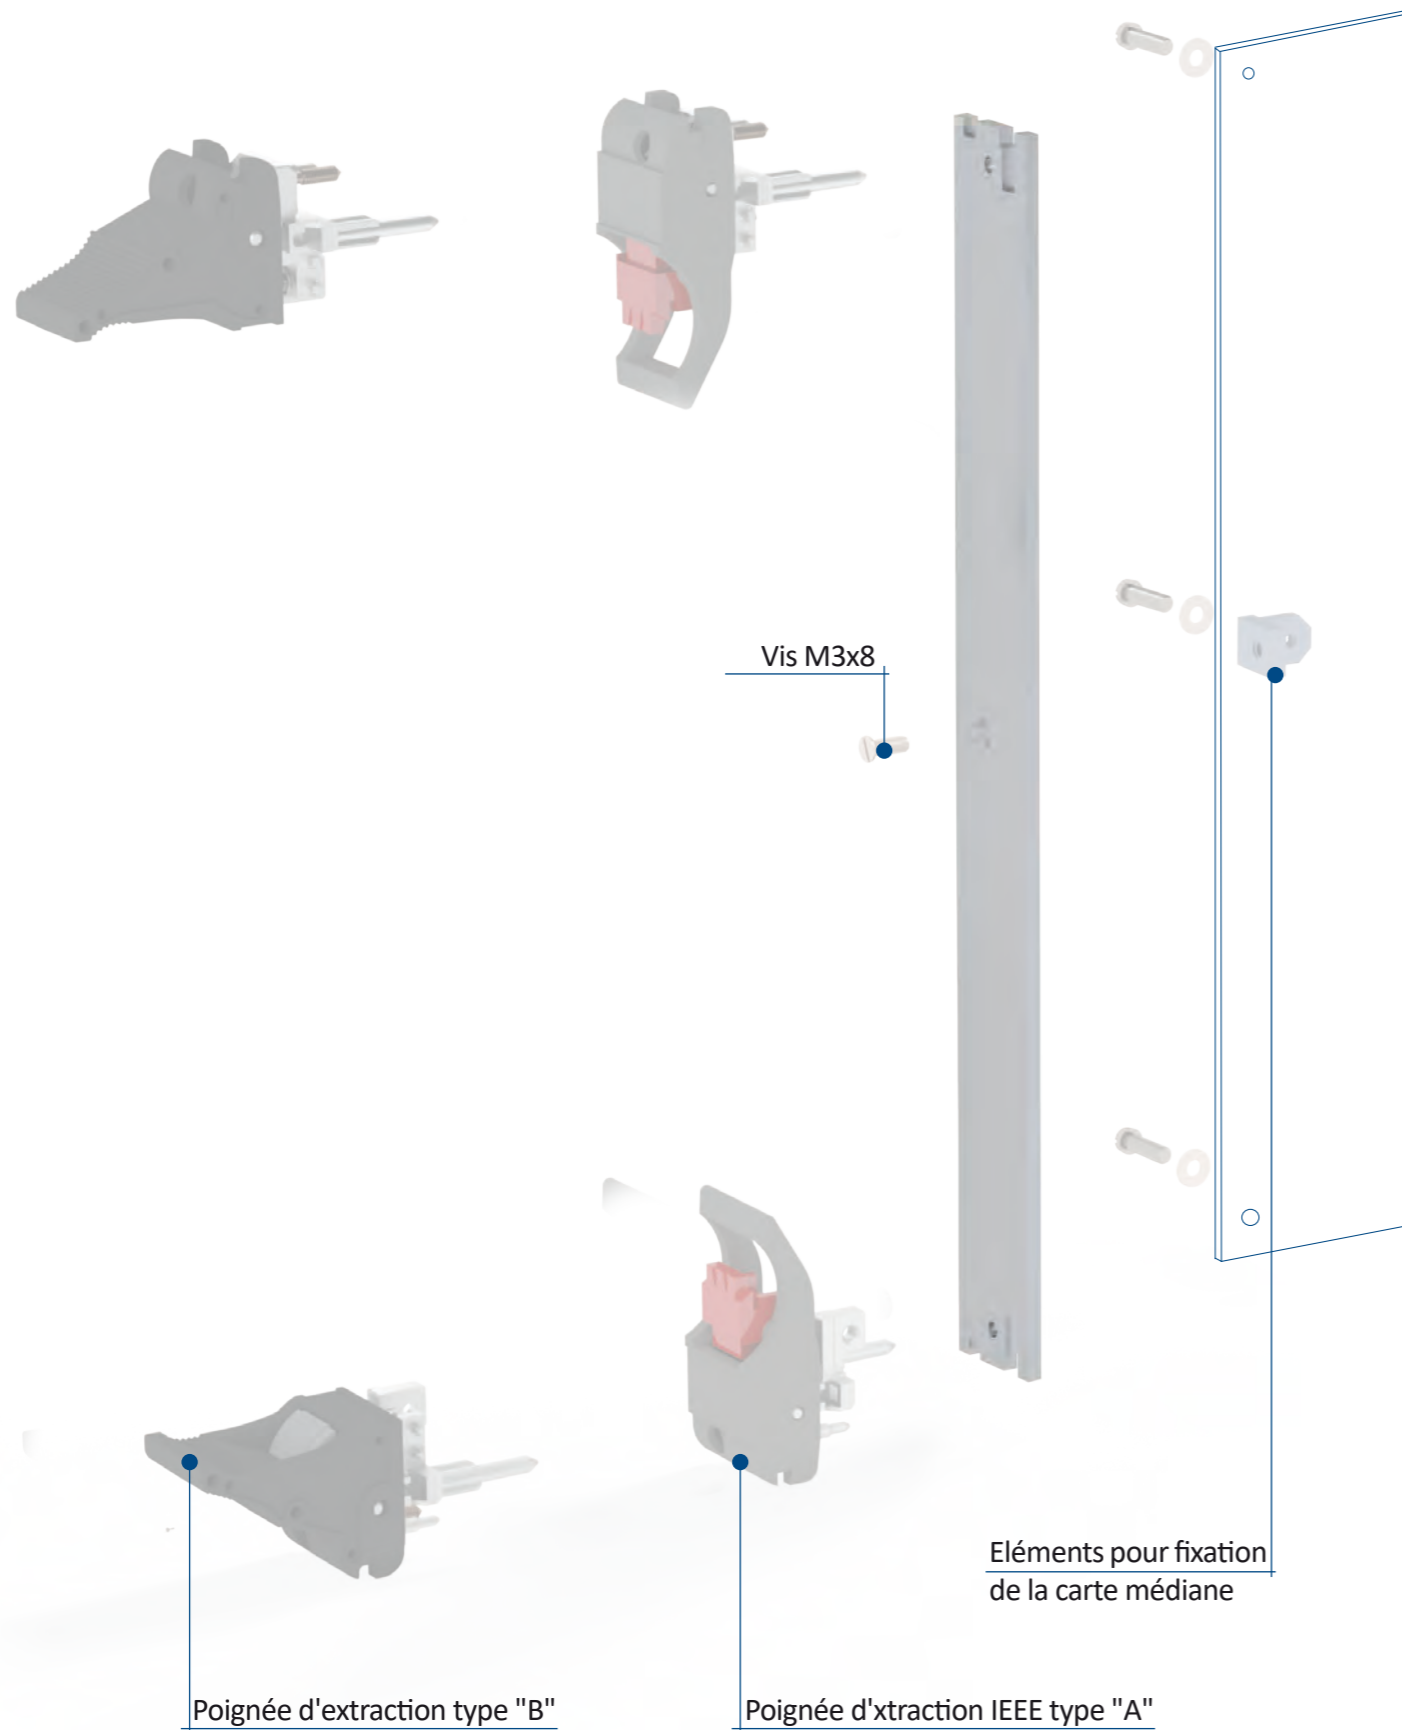 Vis M3x8
Eléments pour fixation
de la carte médiane
Poignée d'extraction type "B"
Poignée d'xtraction IEEE type "A"